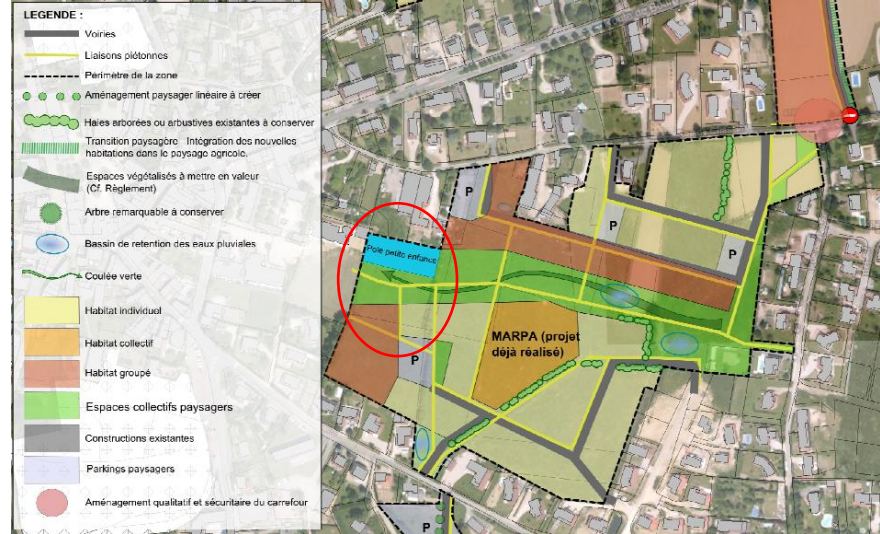 LEGENDE :
Voiries
Liaisons piétonnes
Périmètre de la zone
Aménagement paysager linéaire à créer
Haies arborées ou arbustives existantes à conserver
Transition paysagère Intégration des nouvelles
habitations dans le paysage agricole.
Espaces végétalisés à mettre en valeur
(Cf. Règlement)
Arbre remarquable à conserver
Bassin de retention des eaux pluviales
Coulée verte
Habitat individuel
Habitat collectif
Habitat groupé
Espaces collectifs paysagers
Constructions existantes
Parkings paysagers
Aménagement qualitatif et sécuritaire du carrefour
P
P
P
Pole petite enfance
MARPA (projet
déjà réalisé)
P
P